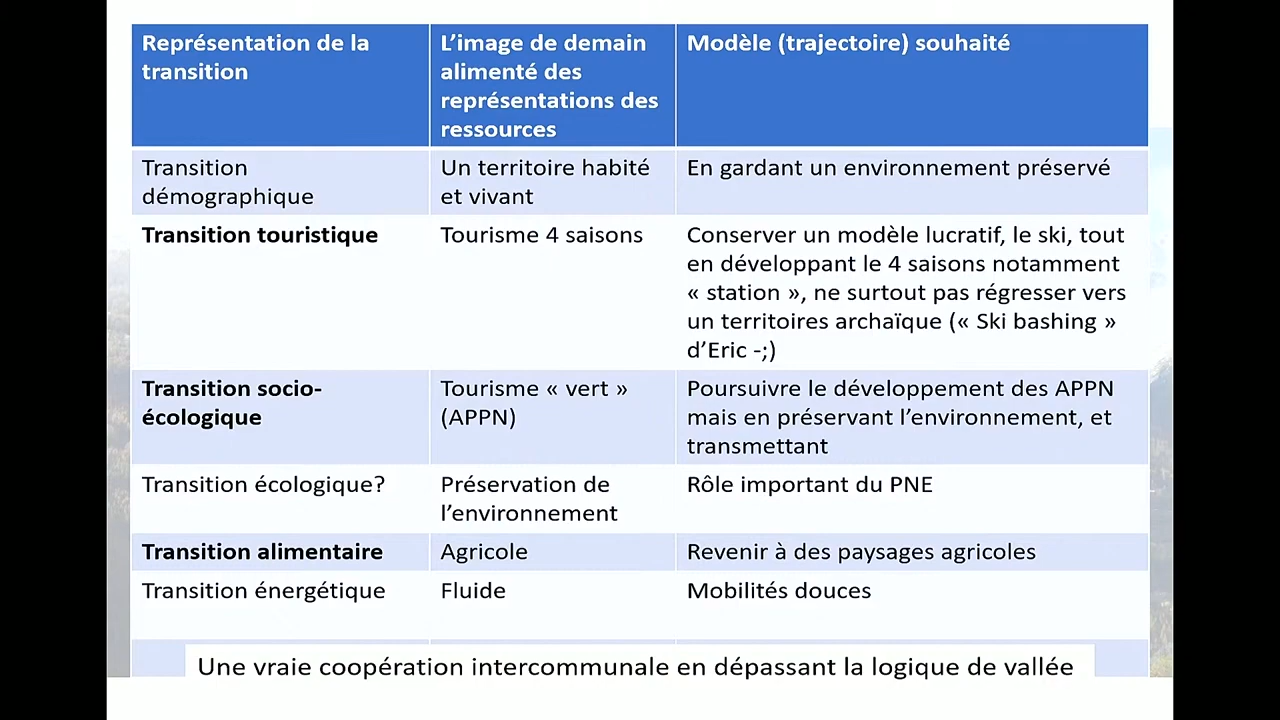 Représentation de la
transition
L'image de demain
alimenté des
représentations des
ressources
Modèle (trajectoire) souhaité
Transition
démographique
Un territoire habité
et vivant
En gardant un environnement préservé
Transition touristique
Tourisme 4 saisons
Conserver un modèle lucratif, le ski, tout
en développant le 4 saisons notamment
« station », ne surtout pas régresser vers
un territoires archaïque (« Ski bashing »
d'Eric -;)
Transition socio-
écologique
Tourisme « vert »
(APPN)
Poursuivre le développement des APPN
mais en préservant l'environnement, et
transmettant
Transition écologique?
Préservation de
l'environnement
Rôle important du PNE
Transition alimentaire
Agricole
Revenir à des paysages agricoles
Transition énergétique
Fluide
Mobilités douces
Une vraie coopération intercommunale en dépassant la logique de vallée